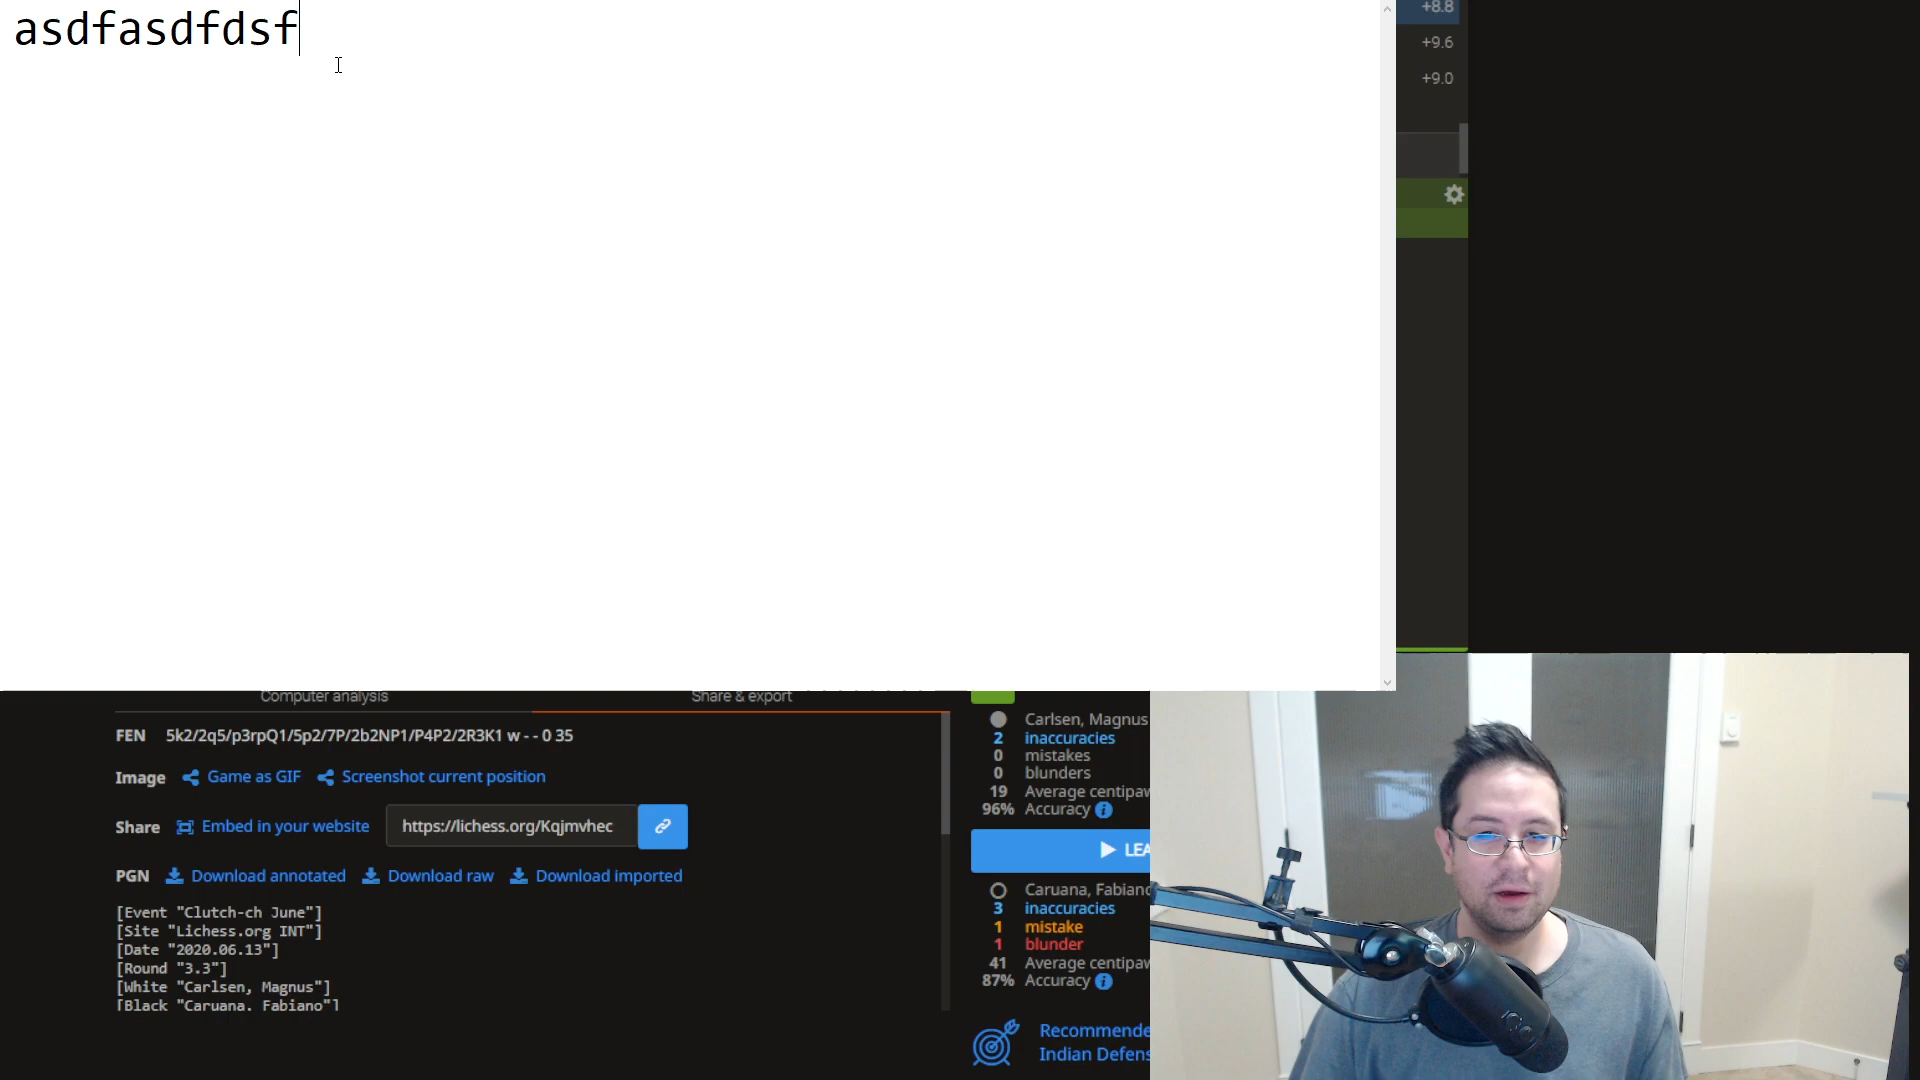 asdfasdfdsf
+8.8
+9.6
+9.0
Computer analysis
Share & export
FEN 5k2/2q5/p3rpQ1/5p2/7P/2b2NP1/P4P2/2R3K1 w - - 0 35
Image Game as GIF Screenshot current position
Share Embed in your website https://lichess.org/Kqjmvhec
PGN Download annotated Download raw Download imported
[Event "Clutch-ch June"]
[Site "Lichess.org INT"]
[Date "2020.06.13"]
[Round "3.3"]
[White "Carlsen, Magnus"]
[Black "Caruana, Fabiano"]
Carlsen, Magnus
2 inaccuracies
0 mistakes
0 blunders
19 Average centipaw
96% Accuracy
LEA
Caruana, Fabiano
3 inaccuracies
1 mistake
1 blunder
41 Average centipaw
87% Accuracy
Recommende
Indian Defens